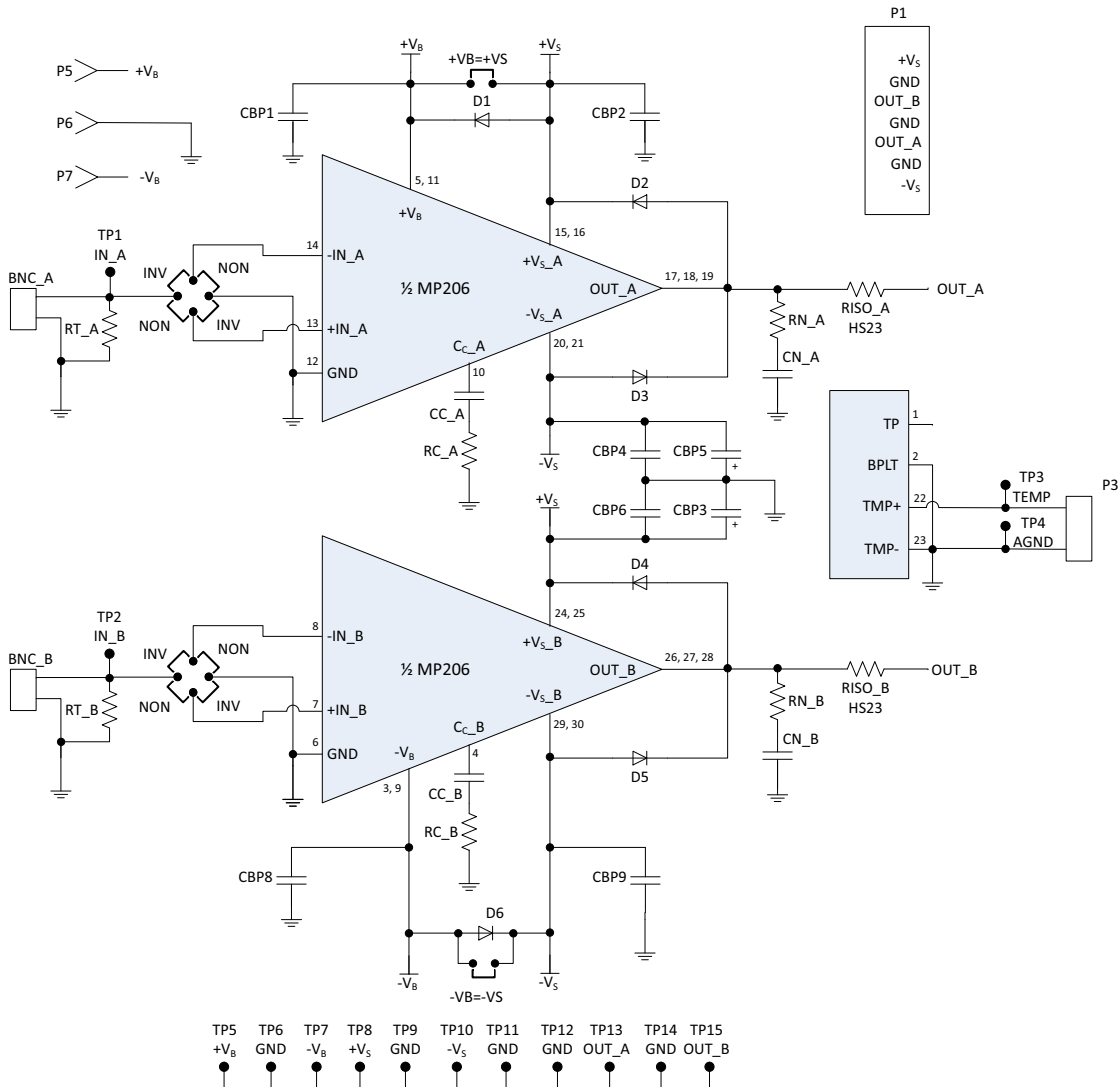 P1
+VS
GND
OUT_B
GND
OUT_A
GND
-VS
P5 +VB
P6
P7 -VB
+VB
+VB=+VS
+VS
CBP1
D1
CBP2
5, 11
+VB
D2
15, 16
+VS_A
TP1
IN_A
BNC_A
INV
NON
NON
INV
RT_A
14
-IN_A
13
+IN_A
12
GND
½ MP206
OUT_A
17, 18, 19
-VS_A
20, 21
CC_A
10
CC_A
RC_A
D3
RISO_A
HS23
OUT_A
RN_A
CN_A
-VS
CBP4
CBP5
+
+VS
CBP6
CBP3
+
TP
1
BPLT
2
TMP+
22
TMP-
23
TP3
TEMP
TP4
AGND
P3
D4
24, 25
+VS_B
TP2
IN_B
BNC_B
INV
NON
NON
INV
RT_B
8
-IN_B
7
+IN_B
6
GND
½ MP206
OUT_B
26, 27, 28
-VS_B
29, 30
CC_B
4
-VB
3, 9
CC_B
RC_B
D5
RISO_B
HS23
OUT_B
RN_B
CN_B
CBP8
CBP9
D6
-VB
-VB=-VS
-VS
TP5 TP6 TP7 TP8 TP9 TP10 TP11 TP12 TP13 TP14 TP15
+VB GND -VB +VS GND -VS GND GND OUT_A GND OUT_B